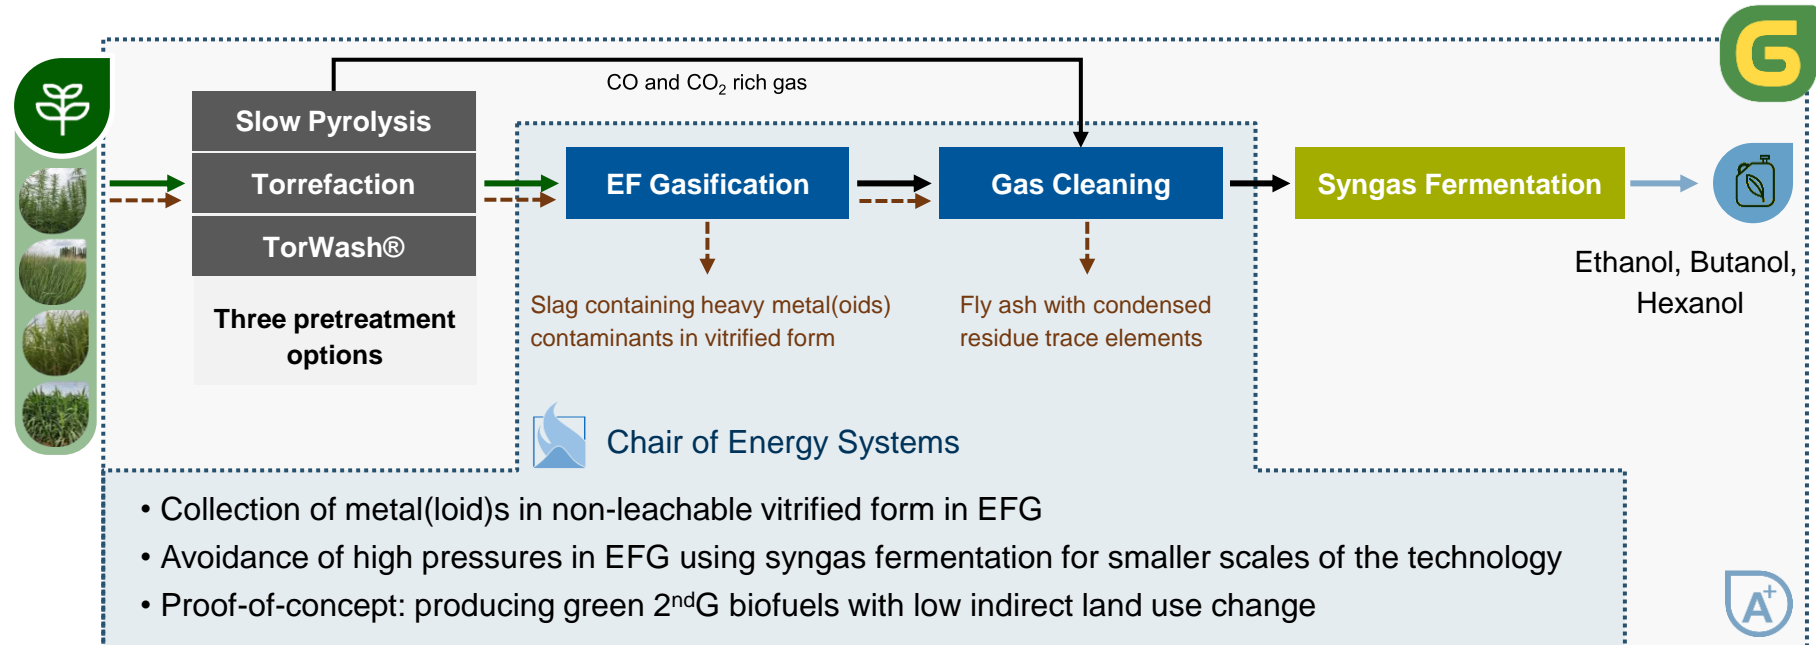 G
CO and CO₂ rich gas
Slow Pyrolysis
Torrefaction
TorWash®
Three pretreatment
options
EF Gasification
Gas Cleaning
Syngas Fermentation
Slag containing heavy metal(oids)
contaminants in vitrified form
Fly ash with condensed
residue trace elements
Ethanol, Butanol,
Hexanol
Chair of Energy Systems
• Collection of metal(loid)s in non-leachable vitrified form in EFG
• Avoidance of high pressures in EFG using syngas fermentation for smaller scales of the technology
• Proof-of-concept: producing green 2ⁿᵈG biofuels with low indirect land use change
A⁺